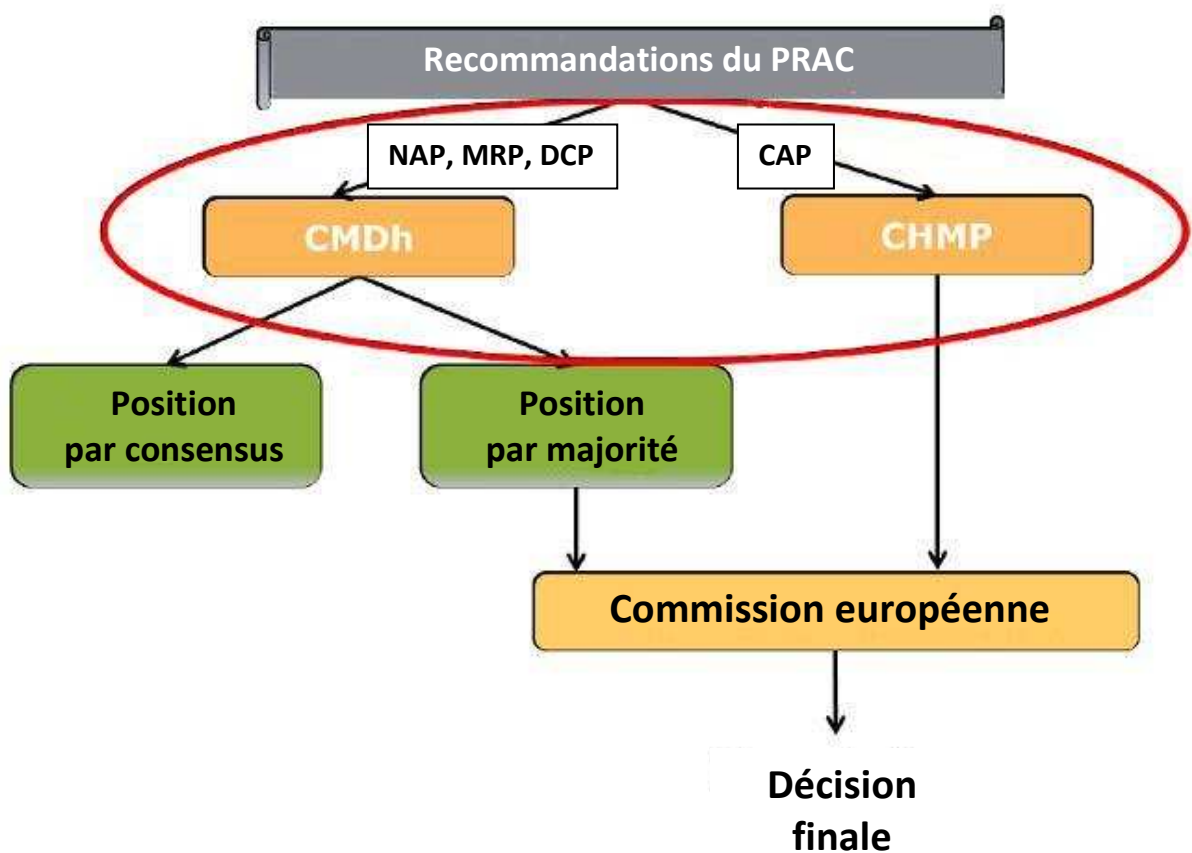 Recommandations du PRAC
NAP, MRP, DCP
CAP
CMDh
CHMP
Position
par consensus
Position
par majorité
Commission européenne
Décision
finale